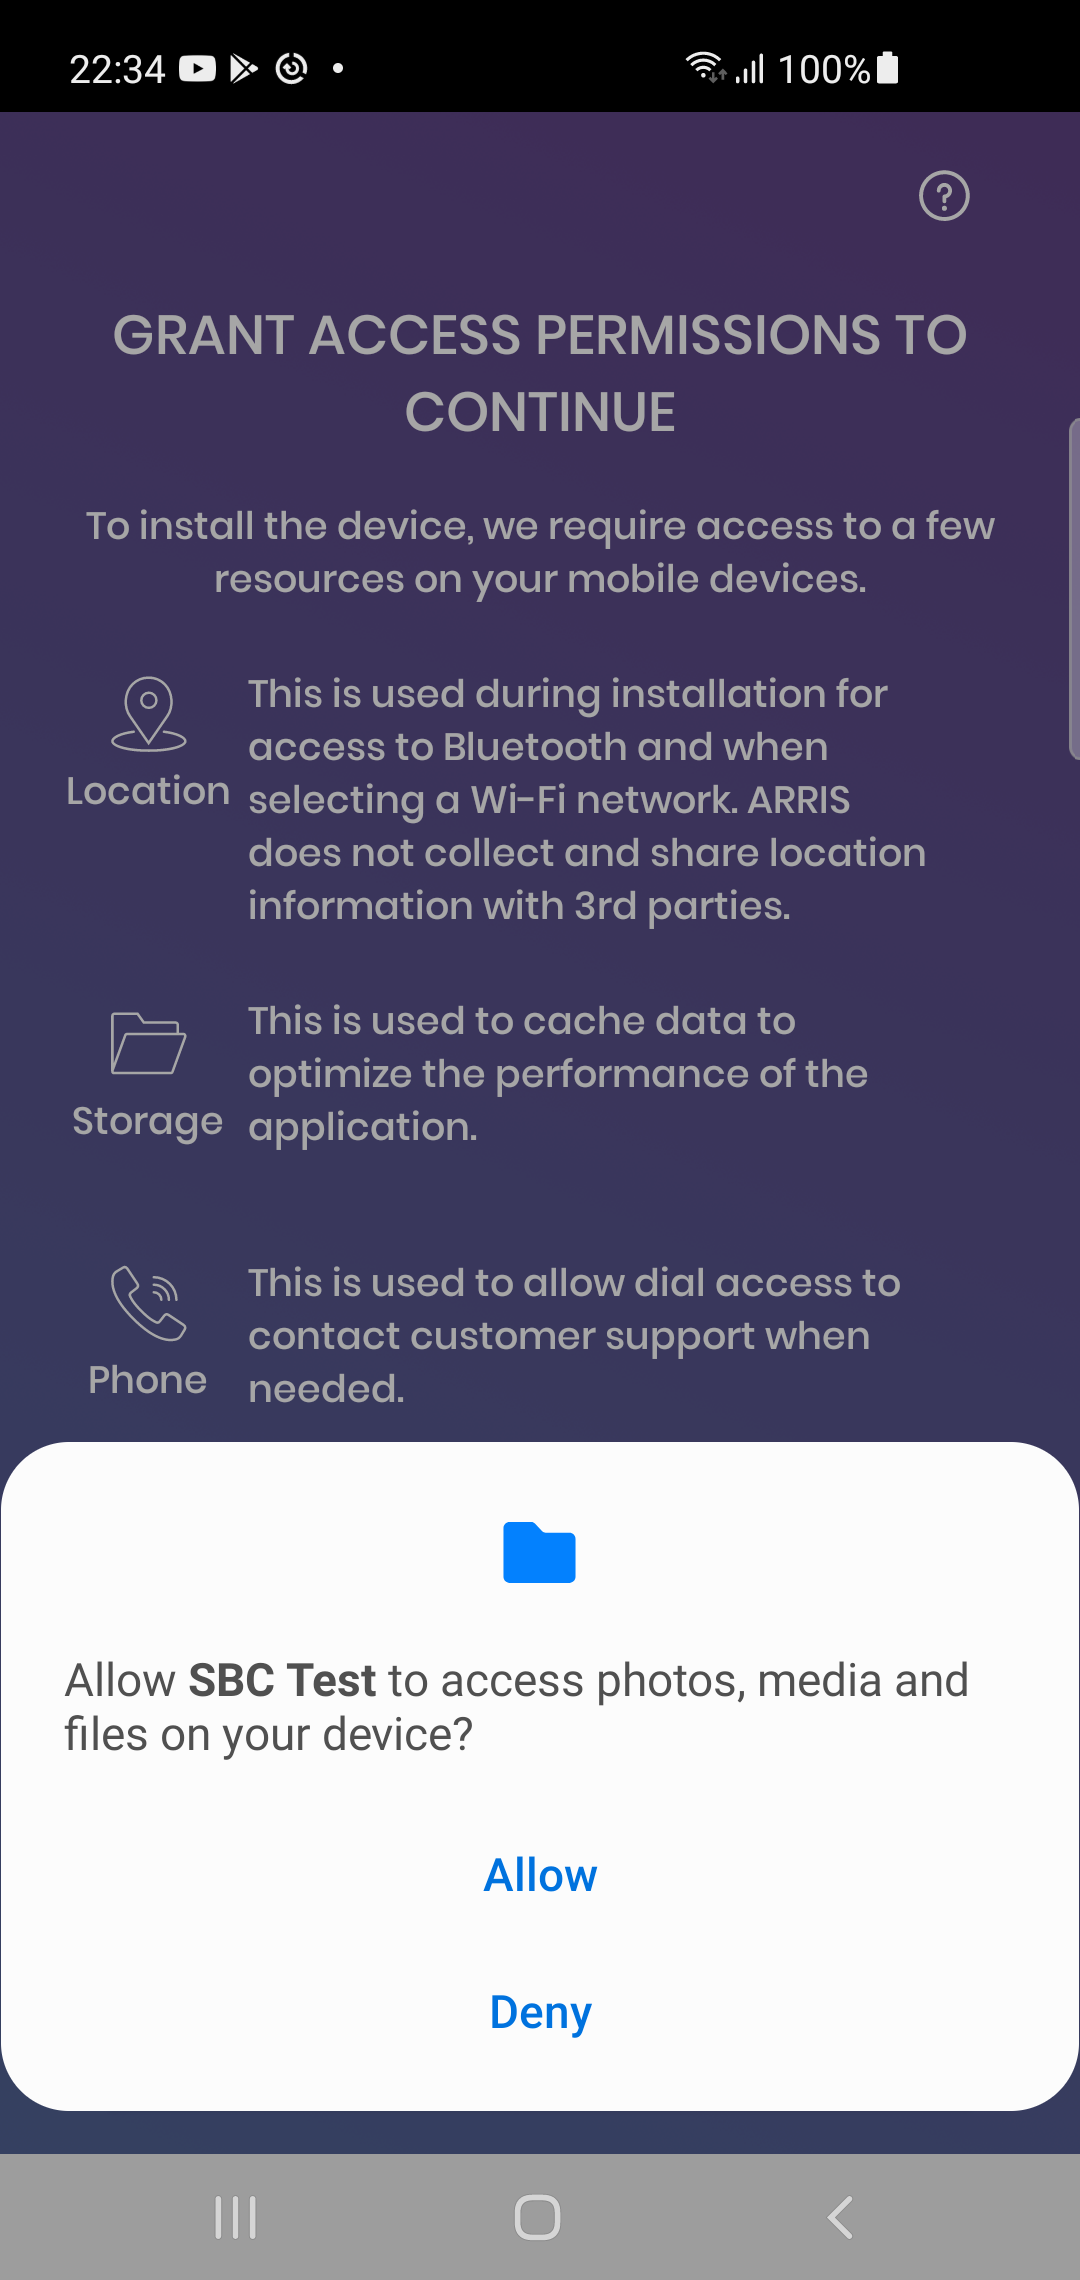 22:34 100%
GRANT ACCESS PERMISSIONS TO
CONTINUE
To install the device, we require access to a few
resources on your mobile devices.
Location
This is used during installation for
access to Bluetooth and when
selecting a Wi-Fi network. ARRIS
does not collect and share location
information with 3rd parties.
Storage
This is used to cache data to
optimize the performance of the
application.
Phone
This is used to allow dial access to
contact customer support when
needed.
Allow SBC Test to access photos, media and
files on your device?
Allow
Deny